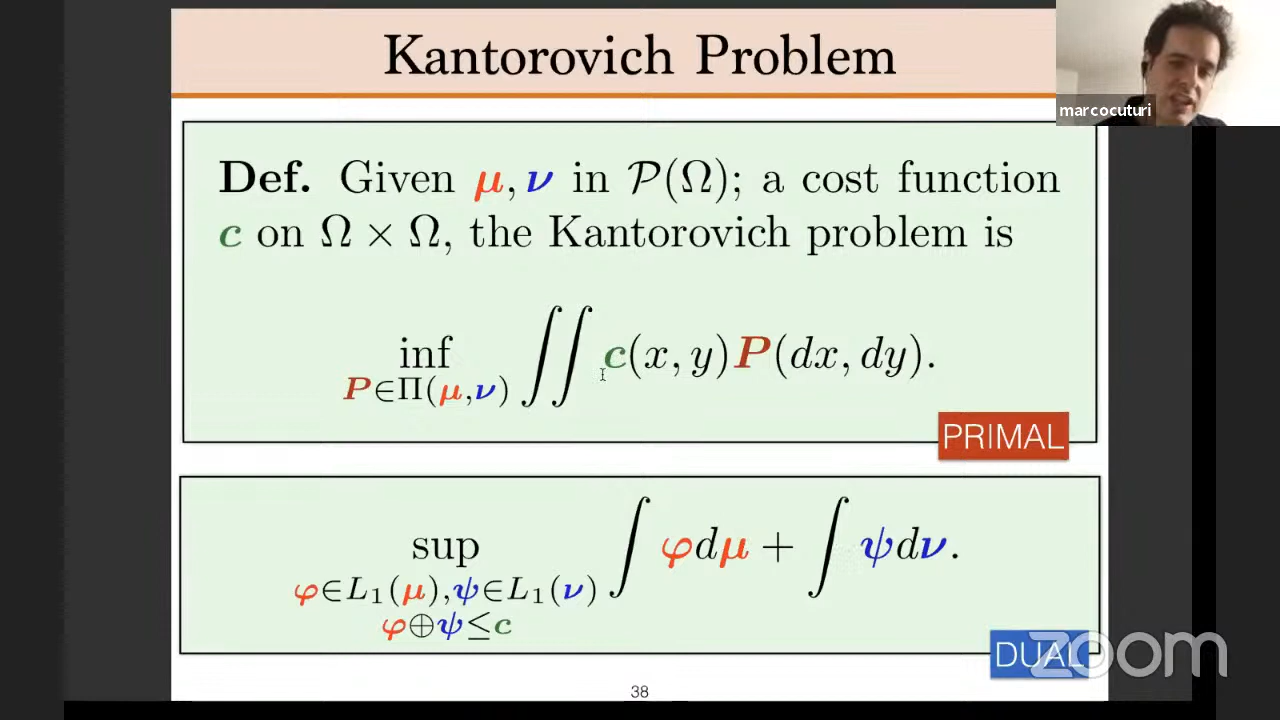 Kantorovich Problem
marcocuturi
Def. Given μ, ν in 𝒫(Ω); a cost function
c on Ω × Ω, the Kantorovich problem is
inf ∬ c(x, y)P(dx, dy).
P∈Π(μ,ν)
PRIMAL
sup ∫ φdμ + ∫ ψdν.
φ∈L₁(μ),ψ∈L₁(ν)
φ⊕ψ≤c
DUAL
zoom
38